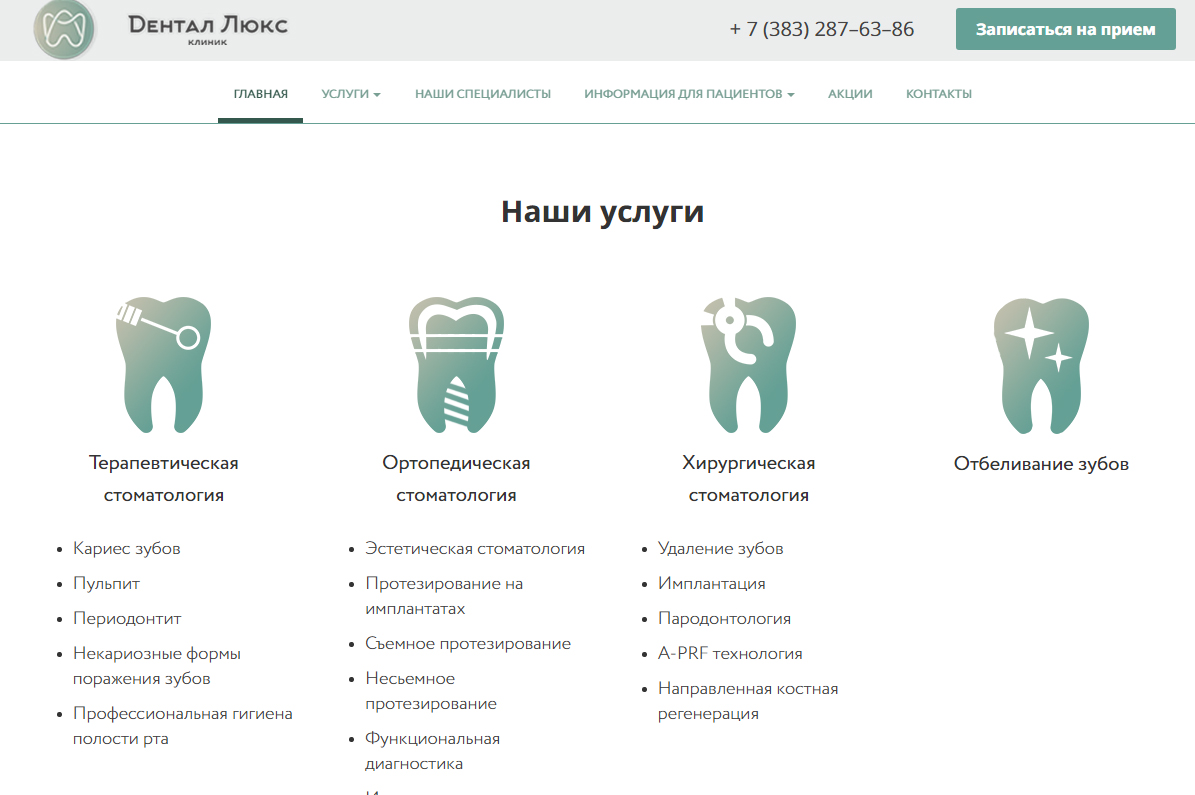 Дентал Люкс
клиник
+ 7 (383) 287–63–86
Записаться на прием
ГЛАВНАЯ
УСЛУГИ
НАШИ СПЕЦИАЛИСТЫ
ИНФОРМАЦИЯ ДЛЯ ПАЦИЕНТОВ
АКЦИИ
КОНТАКТЫ
Наши услуги
Терапевтическая
стоматология
Кариес зубов
Пульпит
Периодонтит
Некариозные формы
поражения зубов
Профессиональная гигиена
полости рта
Ортопедическая
стоматология
Эстетическая стоматология
Протезирование на
имплантатах
Съемное протезирование
Несьемное
протезирование
Функциональная
диагностика
Хирургическая
стоматология
Удаление зубов
Имплантация
Пародонтология
A-PRF технология
Направленная костная
регенерация
Отбеливание зубов